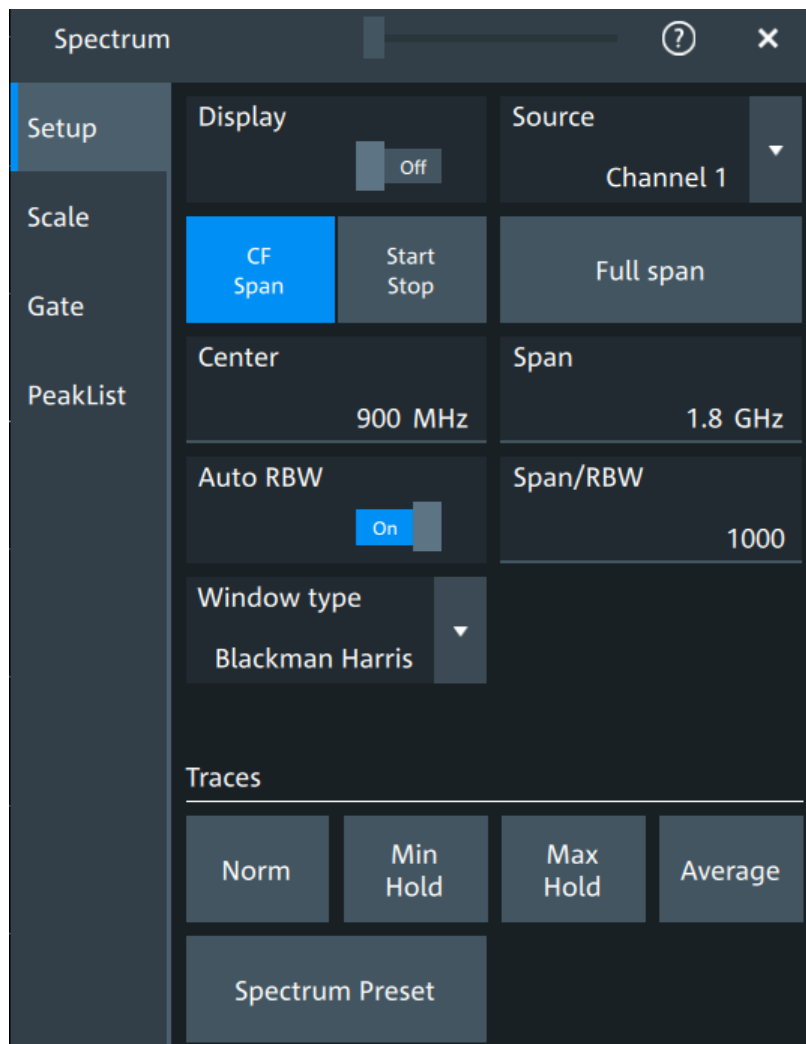 Spectrum
?
Setup
Scale
Gate
PeakList
Display
Off
Source
Channel 1
CF
Span
Start
Stop
Full span
Center
900 MHz
Span
1.8 GHz
Auto RBW
On
Span/RBW
1000
Window type
Blackman Harris
Traces
Norm
Min
Hold
Max
Hold
Average
Spectrum Preset